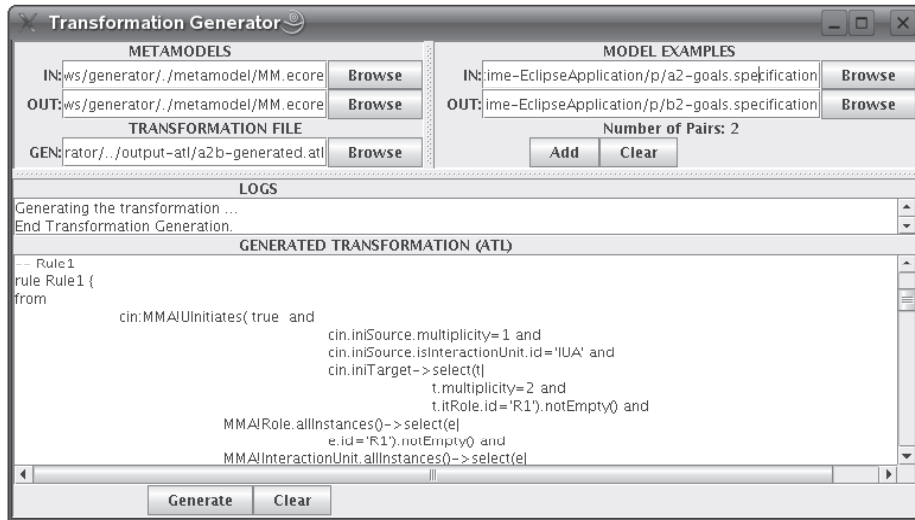 Transformation Generator
METAMODELS
IN: ws/generator/./metamodel/MM.ecore Browse
OUT: ws/generator/./metamodel/MM.ecore Browse
TRANSFORMATION FILE
GEN: rator/../output-atl/a2b-generated.atl Browse
MODEL EXAMPLES
IN: :ime-EclipseApplication/p/a2-goals.specification Browse
OUT: ime-EclipseApplication/p/b2-goals.specification Browse
Number of Pairs: 2
Add Clear
LOGS
Generating the transformation ...
End Transformation Generation.
GENERATED TRANSFORMATION (ATL)
-- Rule1
rule Rule1 {
from
cin:MMA!UInitiates( true and
cin.iniSource.multiplicity=1 and
cin.iniSource.isInteractionUnit.id='IUA' and
cin.iniTarget->select(t|
t.multiplicity=2 and
t.itRole.id='R1').notEmpty() and
MMA!Role.allInstances()->select(e|
e.id='R1').notEmpty() and
MMA!InteractionUnit.allInstances()->select(e|
Generate Clear